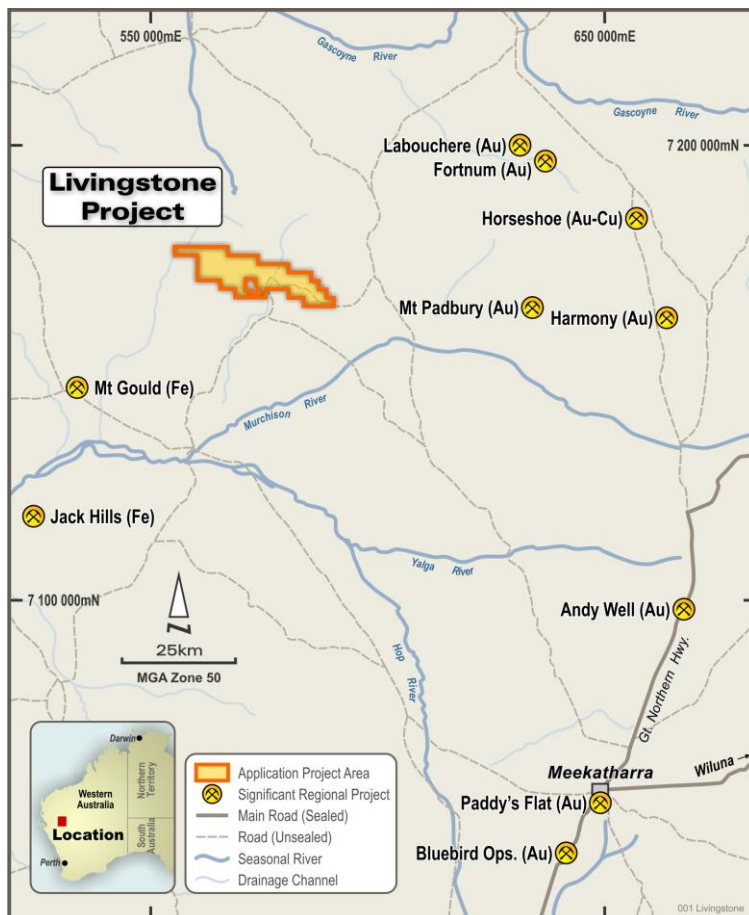 550 000mE
650 000mE
Gascoyne River
Gascoyne River
Labouchere (Au)
7 200 000mN
Fortnum (Au)
Livingstone
Project
Horseshoe (Au-Cu)
Mt Padbury (Au)
Harmony (Au)
Mt Gould (Fe)
Murchison River
Jack Hills (Fe)
Yalga River
7 100 000mN
Andy Well (Au)
N
25km
MGA Zone 50
Hop River
Gt. Northern Hwy.
Meekatharra
Wiluna
Paddy's Flat (Au)
Bluebird Ops. (Au)
Darwin
Western
Australia
Northern
Territory
Location
South
Australia
Perth
Application Project Area
Significant Regional Project
Main Road (Sealed)
Road (Unsealed)
Seasonal River
Drainage Channel
001 Livingstone